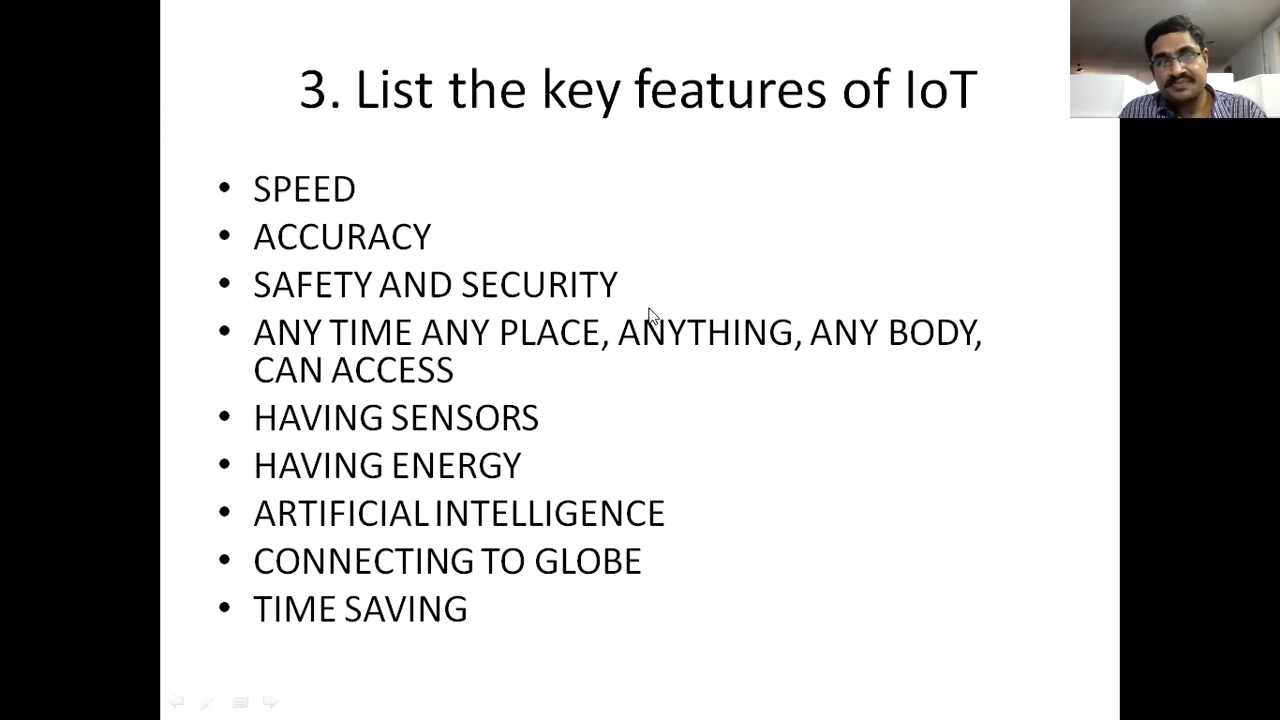 3. List the key features of IoT
• SPEED
• ACCURACY
• SAFETY AND SECURITY
• ANY TIME ANY PLACE, ANYTHING, ANY BODY,
CAN ACCESS
• HAVING SENSORS
• HAVING ENERGY
• ARTIFICIAL INTELLIGENCE
• CONNECTING TO GLOBE
• TIME SAVING